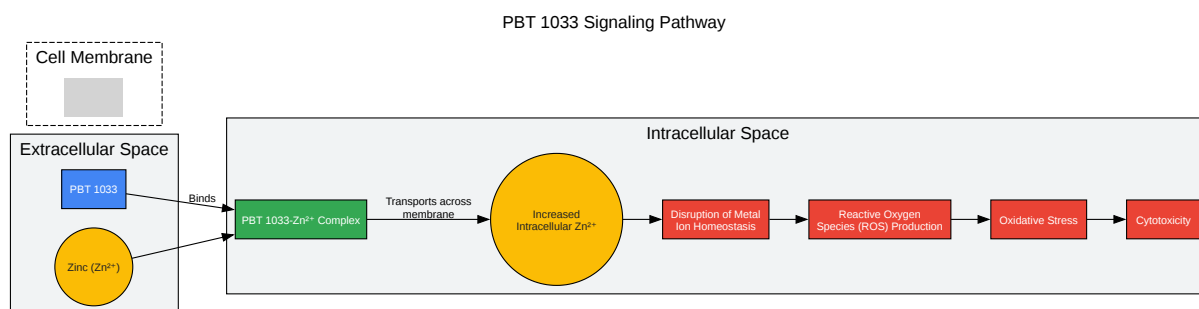 PBT 1033 Signaling Pathway
Cell Membrane
Extracellular Space
PBT 1033
Zinc (Zn²⁺)
Binds
Intracellular Space
PBT 1033-Zn²⁺ Complex
Transports across
membrane
Increased
Intracellular Zn²⁺
Disruption of Metal
Ion Homeostasis
Reactive Oxygen
Species (ROS) Production
Oxidative Stress
Cytotoxicity